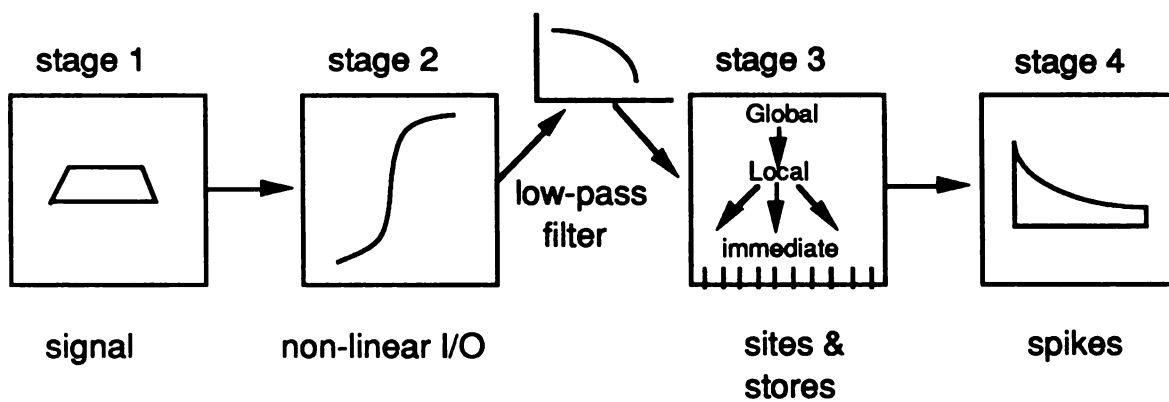 stage 1
stage 2
stage 3
stage 4
Global
Local
immediate
low-pass
filter
signal
non-linear I/O
sites &
stores
spikes